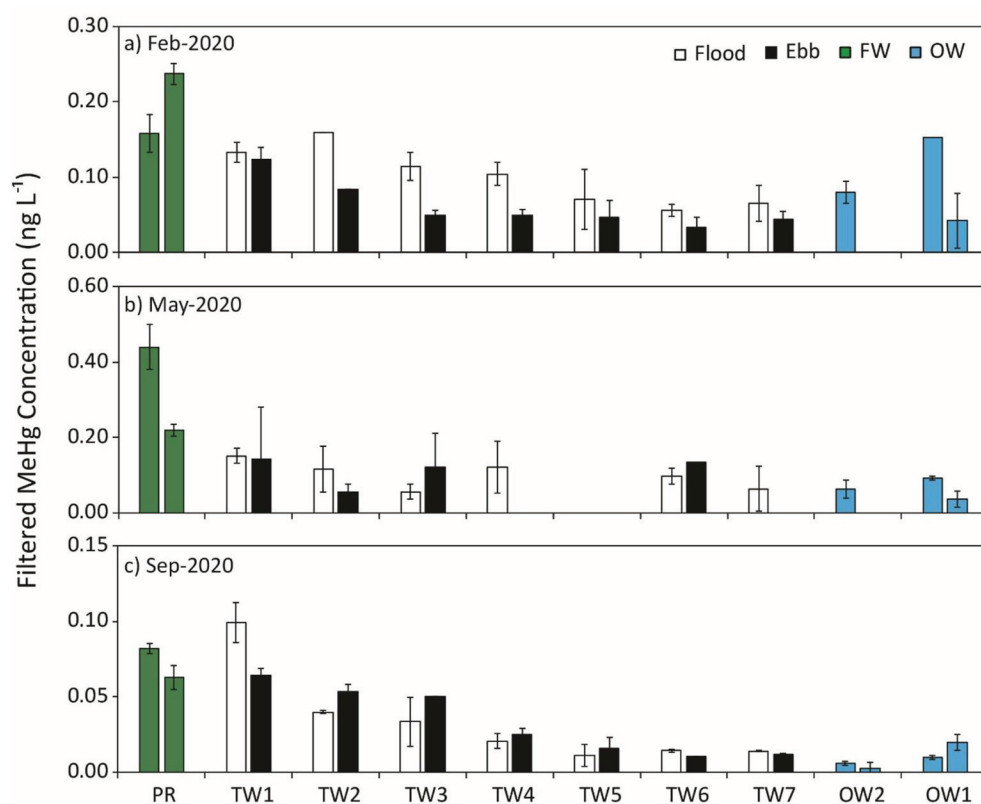 a) Feb-2020
Flood Ebb FW OW
0.30
0.20
0.10
0.00
b) May-2020
0.60
0.40
0.20
0.00
c) Sep-2020
0.15
0.10
0.05
0.00
Filtered MeHg Concentration (ng L⁻¹)
PR TW1 TW2 TW3 TW4 TW5 TW6 TW7 OW2 OW1